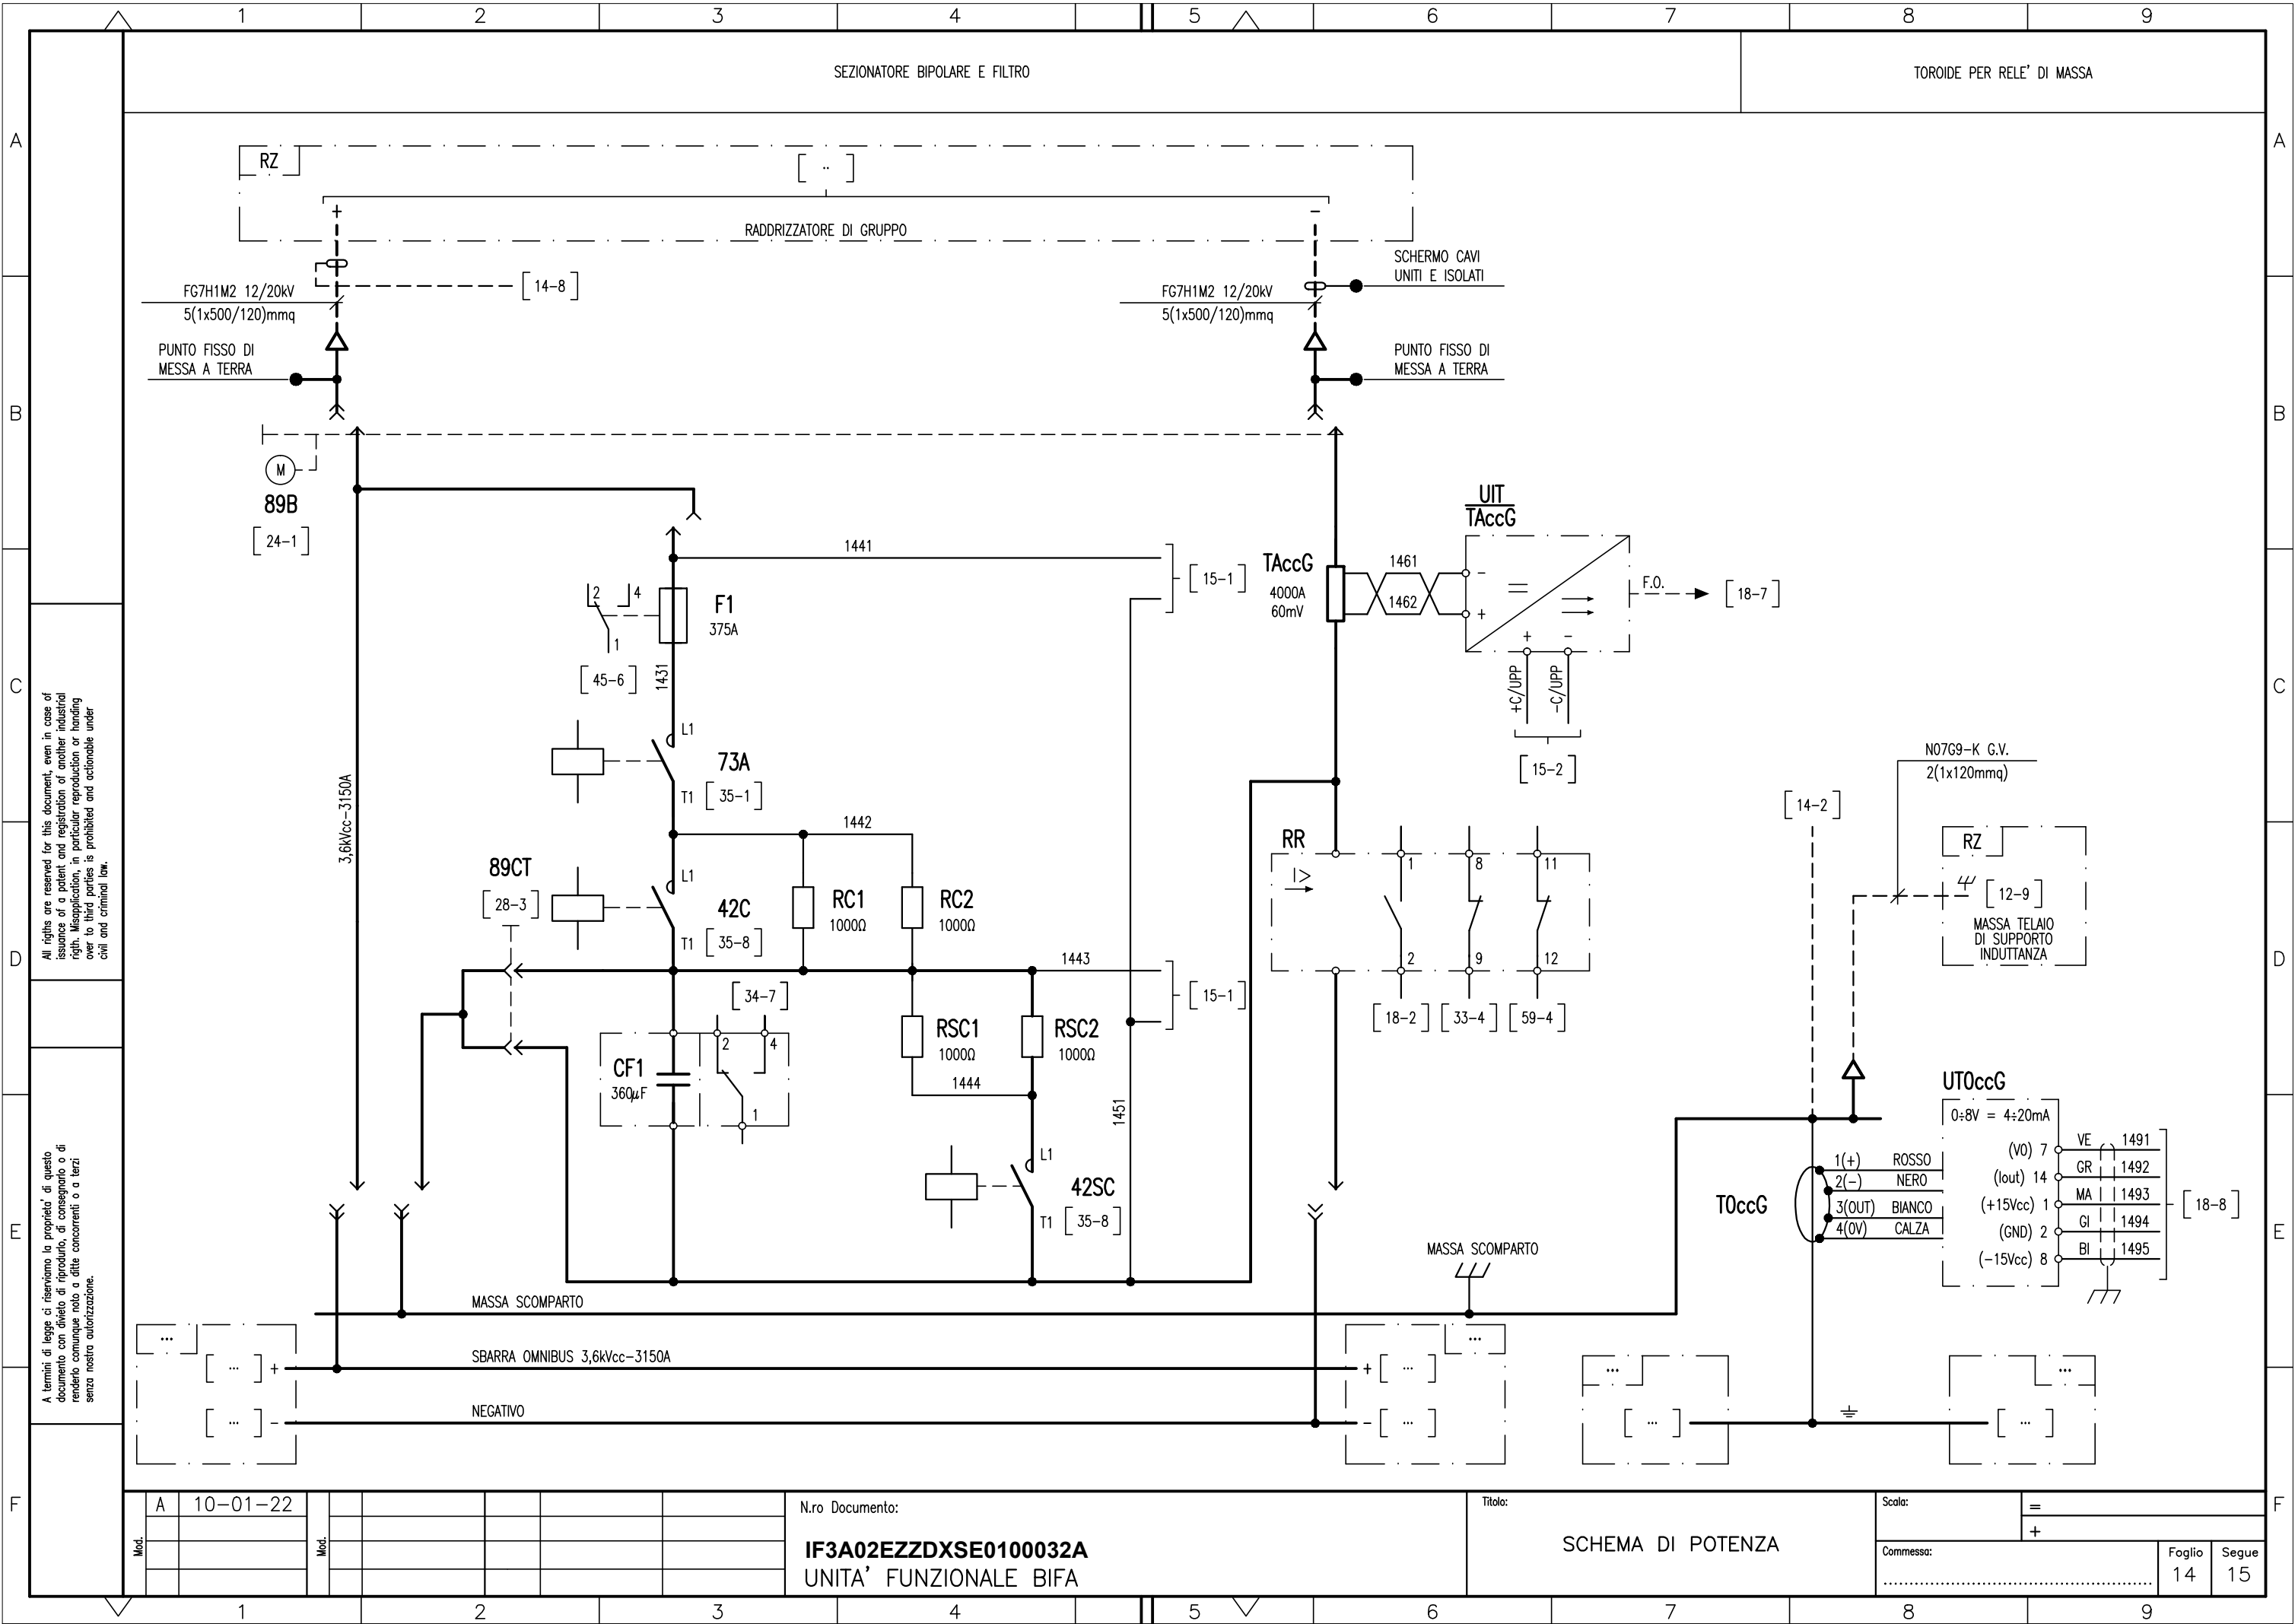 1 2 3 4 5 6 7 8 9
SEZIONATORE BIPOLARE E FILTRO
TOROIDE PER RELE' DI MASSA
A
A
RZ
[ .. ]
+
−
RADDRIZZATORE DI GRUPPO
SCHERMO CAVI
UNITI E ISOLATI
FG7H1M2 12/20kV
5(1x500/120)mmq
[ 14-8 ]
FG7H1M2 12/20kV
5(1x500/120)mmq
PUNTO FISSO DI
MESSA A TERRA
PUNTO FISSO DI
MESSA A TERRA
B
B
M
89B
[ 24-1 ]
UIT
TAccG
1441
[ 15-1 ]
TAccG
4000A
60mV
1461
1462
−
+
=
+
−
F.O.
[ 18-7 ]
2
4
1
F1
375A
[ 45-6 ]
1431
C
C
+C/UPP
-C/UPP
[ 15-2 ]
L1
73A
T1
[ 35-1 ]
3,6kVcc-3150A
N07G9-K G.V.
2(1x120mmq)
[ 14-2 ]
1442
RR
I>
1
8
11
2
9
12
[ 18-2 ]
[ 33-4 ]
[ 59-4 ]
RZ
[ 12-9 ]
MASSA TELAIO
DI SUPPORTO
INDUTTANZA
89CT
[ 28-3 ]
L1
42C
T1
[ 35-8 ]
RC1
1000Ω
RC2
1000Ω
D
D
1443
[ 15-1 ]
[ 34-7 ]
2
4
1
CF1
360µF
RSC1
1000Ω
RSC2
1000Ω
1444
1451
L1
42SC
T1
[ 35-8 ]
UTOccG
0÷8V = 4÷20mA
TOccG
1(+) ROSSO
2(−) NERO
3(OUT) BIANCO
4(0V) CALZA
(V0) 7 VE 1491
(Iout) 14 GR 1492
(+15Vcc) 1 MA 1493
(GND) 2 GI 1494
(−15Vcc) 8 BI 1495
[ 18-8 ]
E
E
MASSA SCOMPARTO
MASSA SCOMPARTO
...
[ ... ] +
[ ... ] −
SBARRA OMNIBUS 3,6kVcc-3150A
NEGATIVO
...
+ [ ... ]
− [ ... ]
...
[ ... ]
...
[ ... ]
All rigths are reserved for this document, even in case of
issuance of a patent and registration of another industrial
rigth. Misapplication, in particular reproduction or handing
over to third parties is prohibited and actionable under
civil and criminal law.
A termini di legge ci riserviamo la proprieta' di questo
documento con divieto di riprodurlo, di consegnarlo o di
renderlo comunque noto a ditte concorrenti o a terzi
senza nostra autorizzazione.
F
F
Mod.
A 10-01-22
Mod.
N.ro Documento:
IF3A02EZZDXSE0100032A
UNITA' FUNZIONALE BIFA
Titolo:
SCHEMA DI POTENZA
Scala:
=
+
Commessa:
Foglio
14
Segue
15
1 2 3 4 5 6 7 8 9